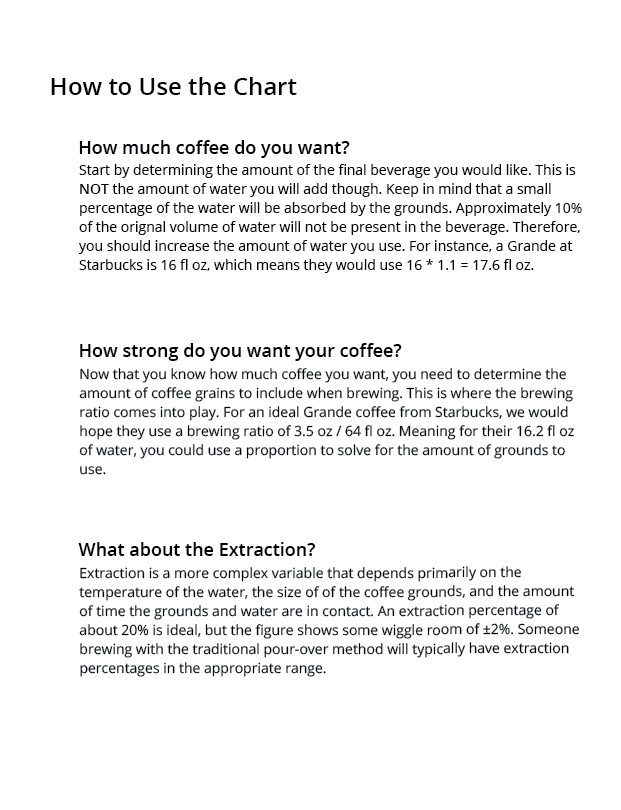 How to Use the Chart
How much coffee do you want?
Start by determining the amount of the final beverage you would like. This is
NOT the amount of water you will add though. Keep in mind that a small
percentage of the water will be absorbed by the grounds. Approximately 10%
of the orignal volume of water will not be present in the beverage. Therefore,
you should increase the amount of water you use. For instance, a Grande at
Starbucks is 16 fl oz, which means they would use 16 * 1.1 = 17.6 fl oz.
How strong do you want your coffee?
Now that you know how much coffee you want, you need to determine the
amount of coffee grains to include when brewing. This is where the brewing
ratio comes into play. For an ideal Grande coffee from Starbucks, we would
hope they use a brewing ratio of 3.5 oz / 64 fl oz. Meaning for their 16.2 fl oz
of water, you could use a proportion to solve for the amount of grounds to
use.
What about the Extraction?
Extraction is a more complex variable that depends primarily on the
temperature of the water, the size of of the coffee grounds, and the amount
of time the grounds and water are in contact. An extraction percentage of
about 20% is ideal, but the figure shows some wiggle room of ±2%. Someone
brewing with the traditional pour-over method will typically have extraction
percentages in the appropriate range.